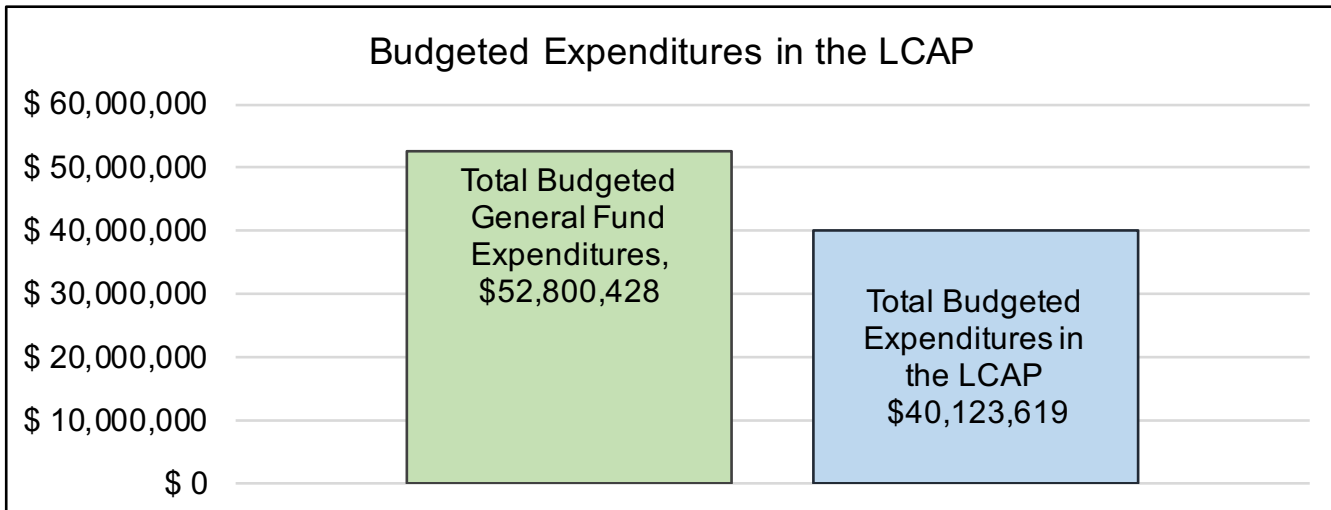 Budgeted Expenditures in the LCAP
$ 60,000,000
$ 50,000,000
$ 40,000,000
$ 30,000,000
$ 20,000,000
$ 10,000,000
$ 0
Total Budgeted
General Fund
Expenditures,
$52,800,428
Total Budgeted
Expenditures in
the LCAP
$40,123,619